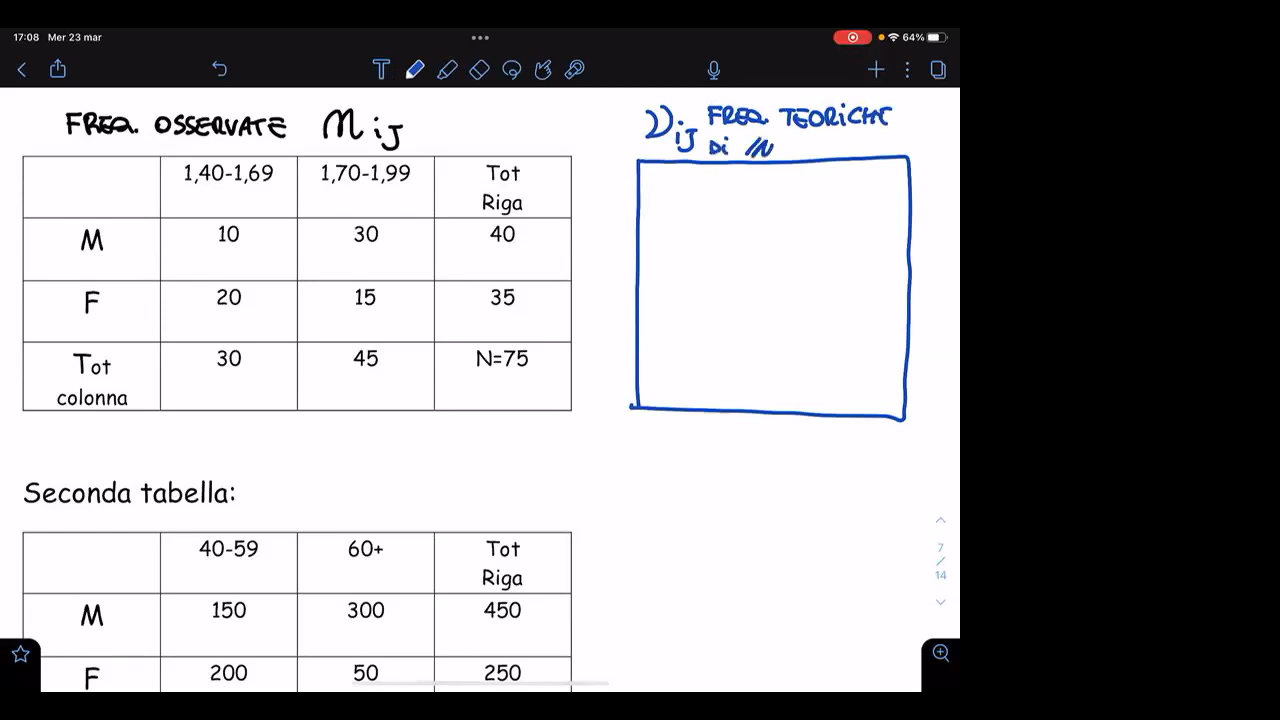 17:08 Mer 23 mar
64%
FREQ. OSSERVATE nij
1,40-1,69 1,70-1,99 Tot Riga
M 10 30 40
F 20 15 35
Tot colonna 30 45 N=75
FREQ. TEORICHE
Di
Seconda tabella:
40-59 60+ Tot Riga
M 150 300 450
F 200 50 250
7
/
14